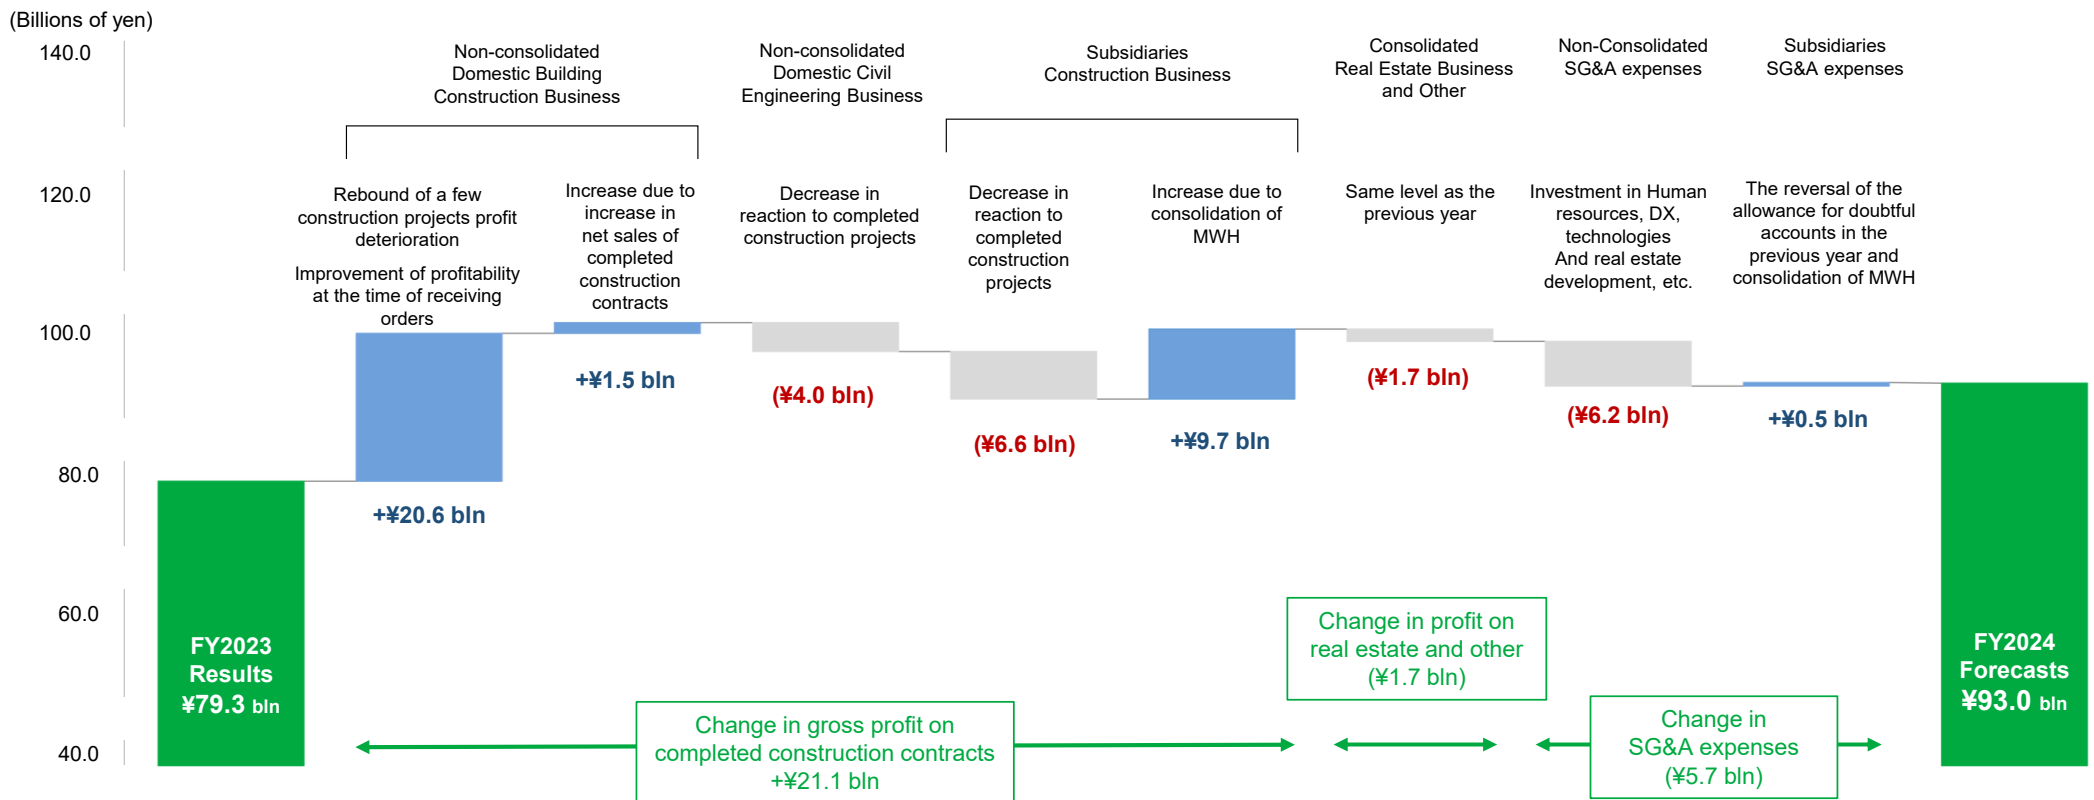 (Billions of yen)
140.0
120.0
100.0
80.0
60.0
40.0
Non-consolidated
Domestic Building
Construction Business
Non-consolidated
Domestic Civil
Engineering Business
Subsidiaries
Construction Business
Consolidated
Real Estate Business
and Other
Non-Consolidated
SG&A expenses
Subsidiaries
SG&A expenses
Rebound of a few
construction projects profit
deterioration
Improvement of profitability
at the time of receiving
orders
Increase due to
increase in
net sales of
completed
construction
contracts
Decrease in
reaction to completed
construction projects
Decrease in
reaction to
completed
construction
projects
Increase due to
consolidation of
MWH
Same level as the
previous year
Investment in Human
resources, DX,
technologies
And real estate
development, etc.
The reversal of the
allowance for doubtful
accounts in the
previous year and
consolidation of MWH
+¥20.6 bln
+¥1.5 bln
(¥4.0 bln)
(¥6.6 bln)
+¥9.7 bln
(¥1.7 bln)
(¥6.2 bln)
+¥0.5 bln
FY2023
Results
¥79.3 bln
Change in gross profit on
completed construction contracts
+¥21.1 bln
Change in profit on
real estate and other
(¥1.7 bln)
Change in
SG&A expenses
(¥5.7 bln)
FY2024
Forecasts
¥93.0 bln